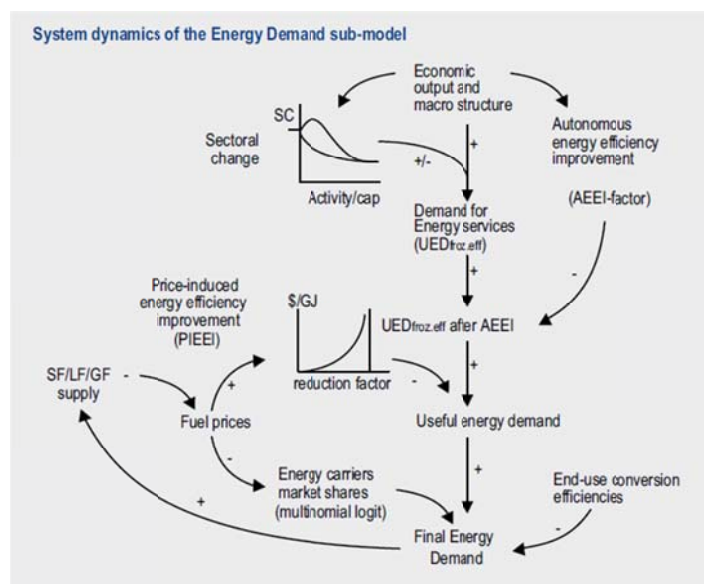 System dynamics of the Energy Demand sub-model
Economic
output and
macro structure
SC
Sectoral
change
Activity/cap
+/-
+
Autonomous
energy efficiency
improvement
(AEEI-factor)
Demand for
Energy services
(UEDfroz.eff)
+
-
Price-induced
energy efficiency
improvement
(PIEEI)
$/GJ
reduction factor
UEDfroz.eff after AEEI
+
-
SF/LF/GF
supply
-
+
Fuel prices
Useful energy demand
-
+
Energy carriers
market shares
(multinomial logit)
End-use conversion
efficiencies
+
-
Final Energy
Demand